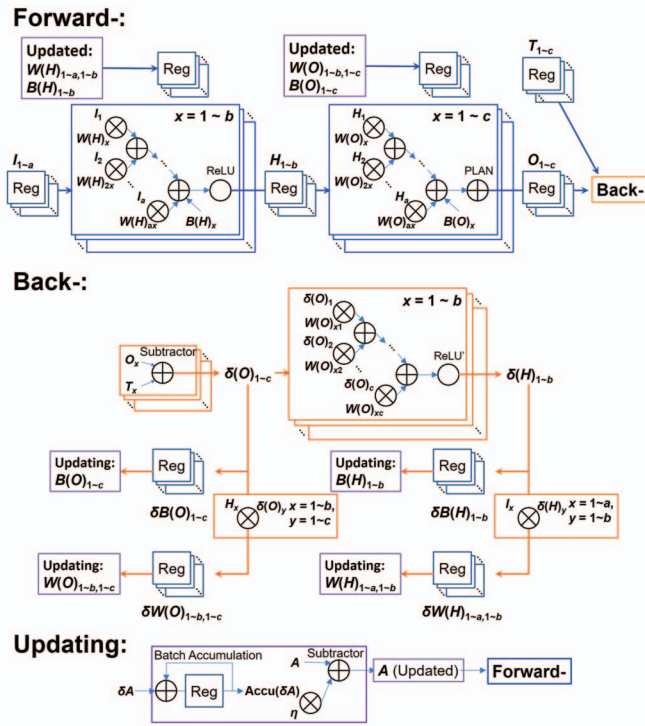 Forward-:
Updated:
W(H)1~a,1~b
B(H)1~b
Reg
Updated:
W(O)1~b,1~c
B(O)1~c
Reg
T1~c
Reg
I1~a
Reg
x = 1 ~ b
I1
W(H)x
I2
W(H)2x
Ia
W(H)ax
B(H)x
ReLU
H1~b
Reg
x = 1 ~ c
H1
W(O)x
H2
W(O)2x
Ha
W(O)ax
B(O)x
PLAN
O1~c
Reg
Back-
Back-:
Subtractor
Ox
Tx
δ(O)1~c
x = 1 ~ b
δ(O)1
W(O)x1
δ(O)2
W(O)x2
δ(O)c
W(O)xc
ReLU'
δ(H)1~b
Updating:
B(O)1~c
Reg
δB(O)1~c
Updating:
B(H)1~b
Reg
δB(H)1~b
Hx
δ(O)y
x = 1~b,
y = 1~c
Ix
δ(H)y
x = 1~a,
y = 1~b
Updating:
W(O)1~b,1~c
Reg
δW(O)1~b,1~c
Updating:
W(H)1~a,1~b
Reg
δW(H)1~a,1~b
Updating:
Batch Accumulation
δA
Reg
Accu(δA)
Subtractor
A
η
A (Updated)
Forward-